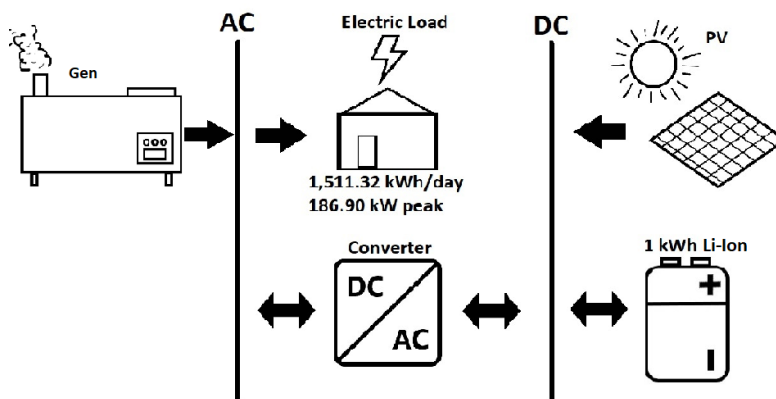 AC
Electric Load
DC
PV
Gen
1,511.32 kWh/day
186.90 kW peak
Converter
1 kWh Li-Ion
DC
AC
+